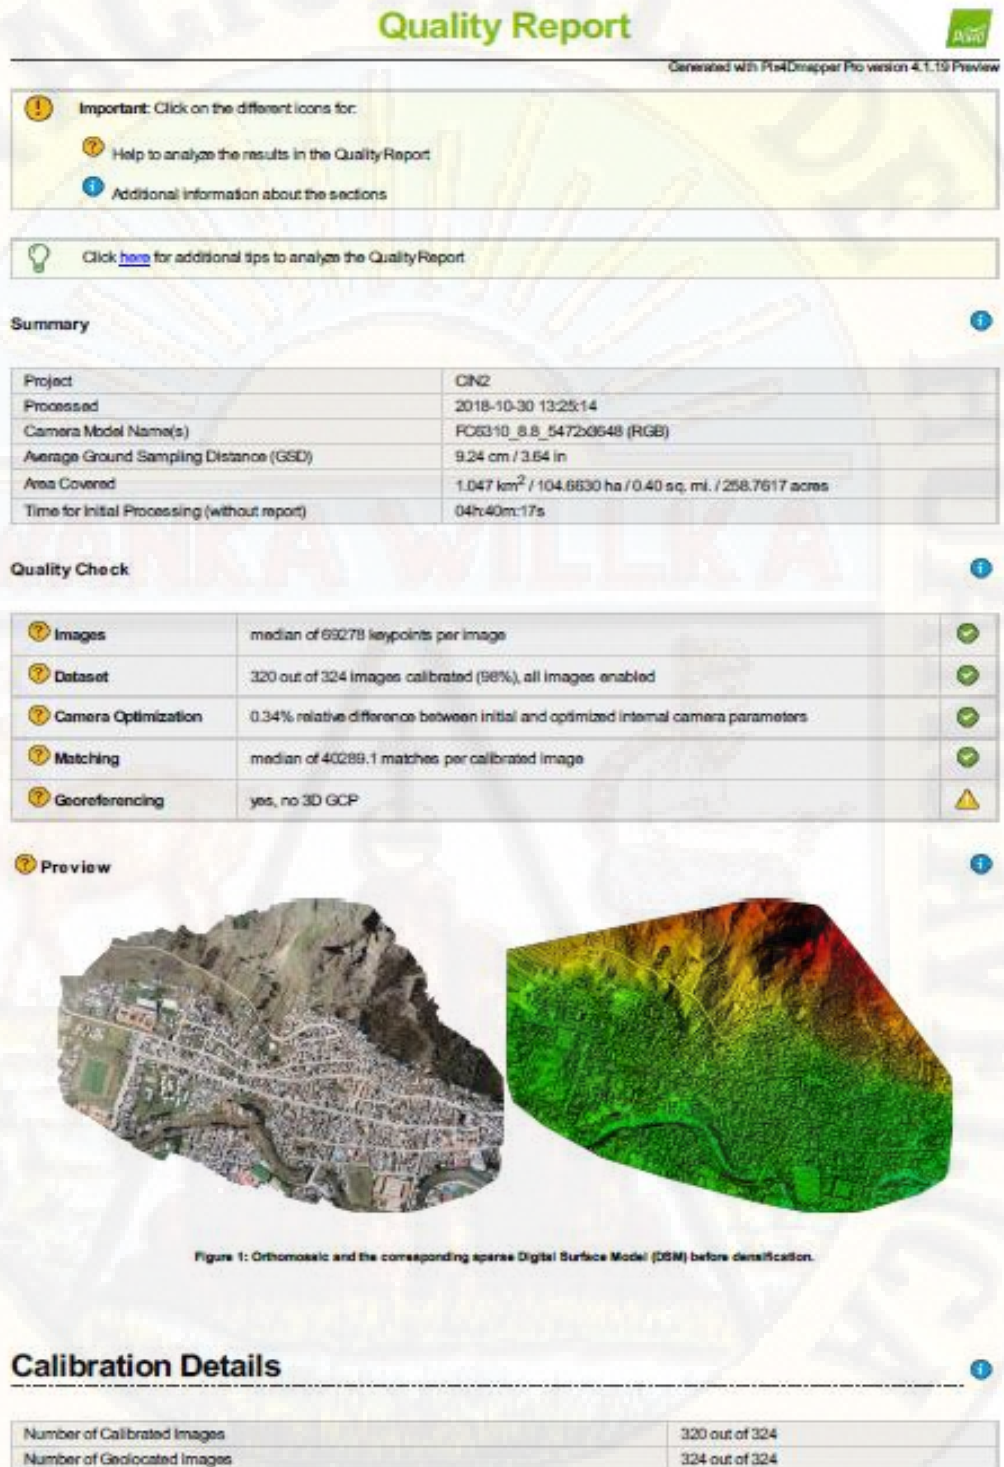 Quality Report
Generated with Pix4Dmapper Pro version 4.1.19 Preview
Important: Click on the different icons for:
Help to analyze the results in the Quality Report
Additional information about the sections
Click here for additional tips to analyze the Quality Report
Summary
Project CIN2
Processed 2018-10-30 13:25:14
Camera Model Name(s) FC6310_8.8_5472x3648 (RGB)
Average Ground Sampling Distance (GSD) 9.24 cm / 3.64 in
Area Covered 1.047 km² / 104.6630 ha / 0.40 sq. mi. / 258.7617 acres
Time for Initial Processing (without report) 04h:40m:17s
Quality Check
Images median of 69278 keypoints per image
Dataset 320 out of 324 images calibrated (98%), all images enabled
Camera Optimization 0.34% relative difference between initial and optimized internal camera parameters
Matching median of 40289.1 matches per calibrated image
Georeferencing yes, no 3D GCP
Preview
Figure 1: Orthomosaic and the corresponding sparse Digital Surface Model (DSM) before densification.
Calibration Details
Number of Calibrated Images 320 out of 324
Number of Geolocated Images 324 out of 324